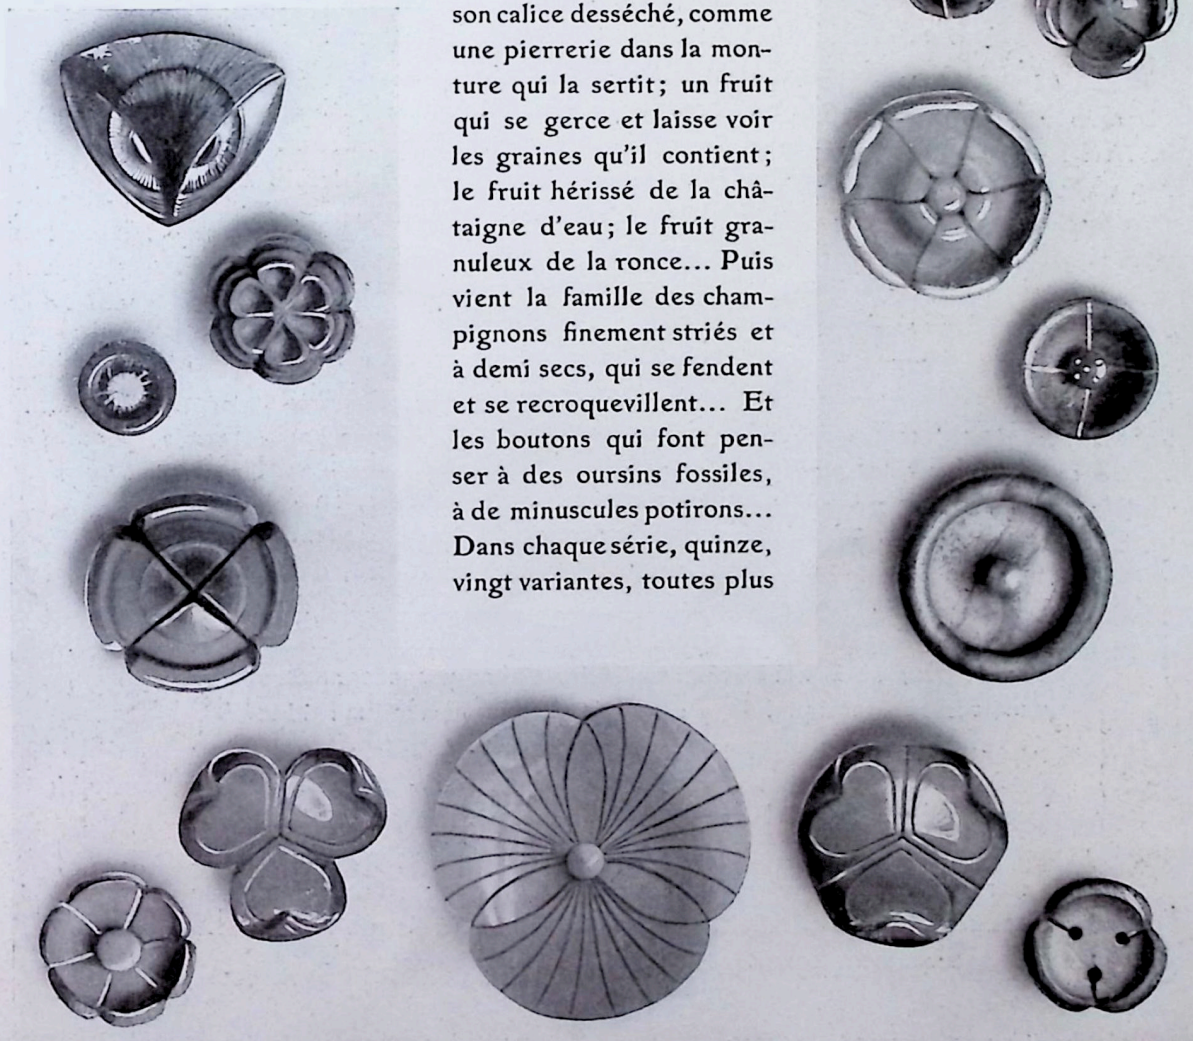 son calice desséché, comme
une pierrerie dans la mon-
ture qui la sertit; un fruit
qui se gerce et laisse voir
les graines qu'il contient;
le fruit hérissé de la châ-
taigne d'eau; le fruit gra-
nuleux de la ronce... Puis
vient la famille des cham-
pignons finement striés et
à demi secs, qui se fendent
et se recroquevillent... Et
les boutons qui font pen-
ser à des oursins fossiles,
à de minuscules potirons...
Dans chaque série, quinze,
vingt variantes, toutes plus